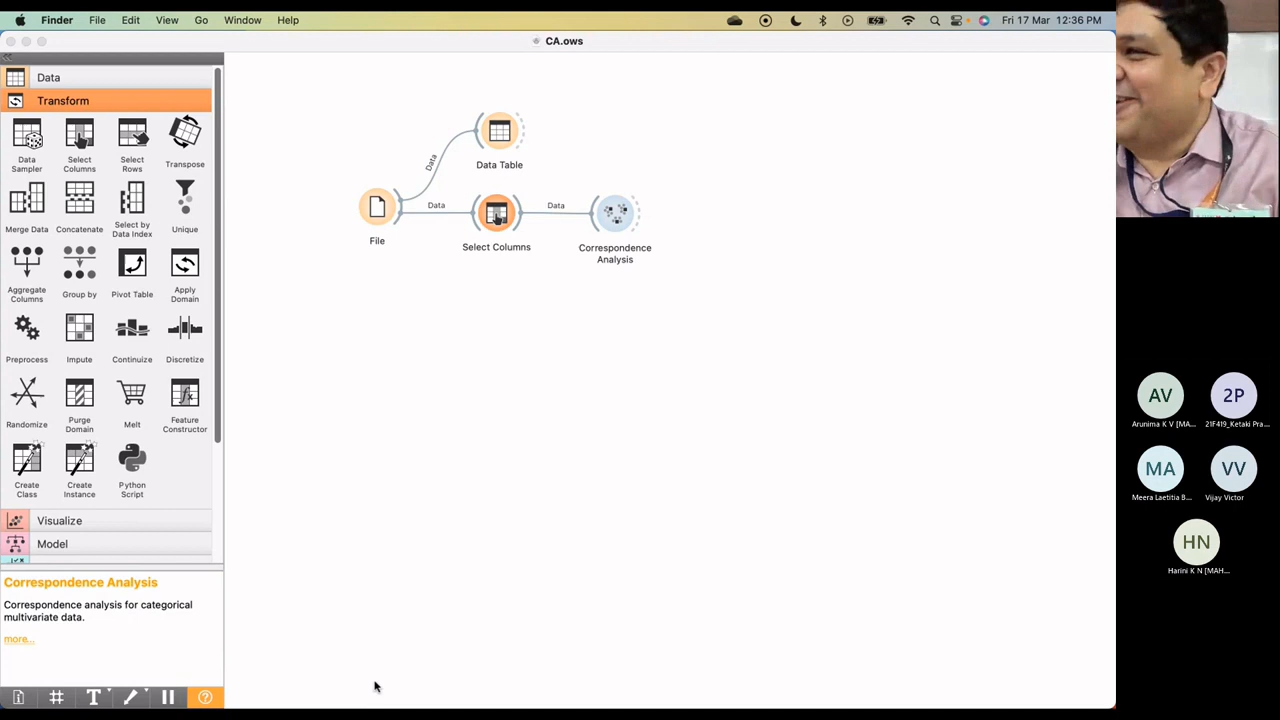 Finder File Edit View Go Window Help Fri 17 Mar 12:36 PM
CA.ows
Data
Transform
Data Sampler
Select Columns
Select Rows
Transpose
Merge Data
Concatenate
Select by Data Index
Unique
Aggregate Columns
Group by
Pivot Table
Apply Domain
Preprocess
Impute
Continuize
Discretize
Randomize
Purge Domain
Melt
Feature Constructor
Create Class
Create Instance
Python Script
Visualize
Model
Correspondence Analysis
Correspondence analysis for categorical
multivariate data.
more...
Data
Data Table
Data
Data
File
Select Columns
Correspondence
Analysis
AV
2P
Arunima K V [MA...
21F419_Ketaki Pra...
MA
VV
Meera Laetitia B...
Vijay Victor
HN
Harini K N [MAH...